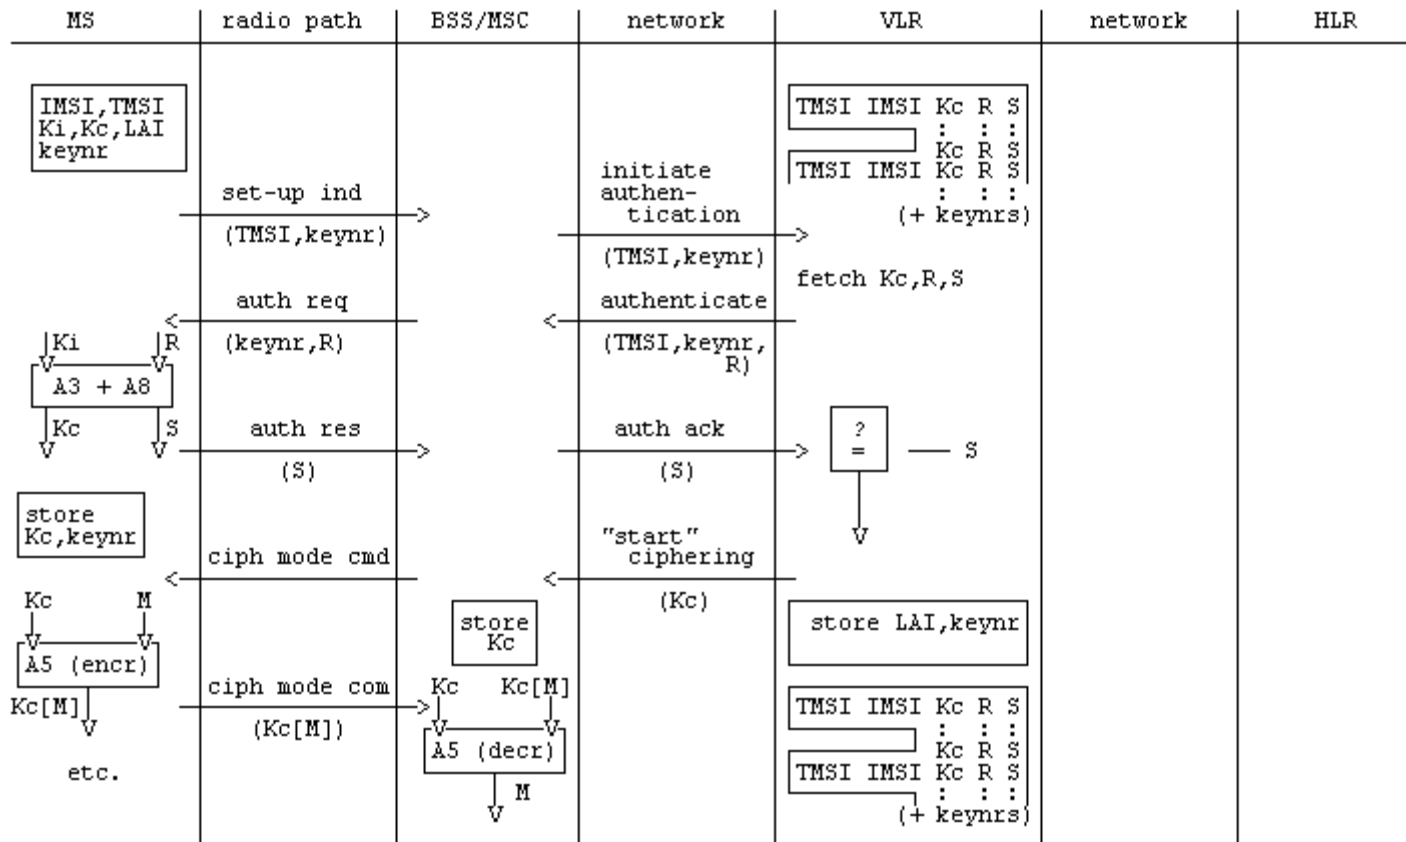 MS radio path BSS/MSC network VLR network HLR
IMSI,TMSI
Ki,Kc,LAI
keynr
TMSI IMSI Kc R S
: : :
Kc R S
TMSI IMSI Kc R S
: : :
(+ keynrs)
set-up ind
(TMSI,keynr)
initiate
authen-
tication
(TMSI,keynr)
fetch Kc,R,S
auth req
(keynr,R)
authenticate
(TMSI,keynr,
R)
Ki R
A3 + A8
Kc S
auth res
(S)
auth ack
(S)
?
=
S
store
Kc,keynr
ciph mode cmd
"start"
ciphering
(Kc)
Kc M
A5 (encr)
Kc[M]
etc.
store
Kc
store LAI,keynr
ciph mode com
(Kc[M])
Kc Kc[M]
A5 (decr)
M
TMSI IMSI Kc R S
: : :
Kc R S
TMSI IMSI Kc R S
: : :
(+ keynrs)